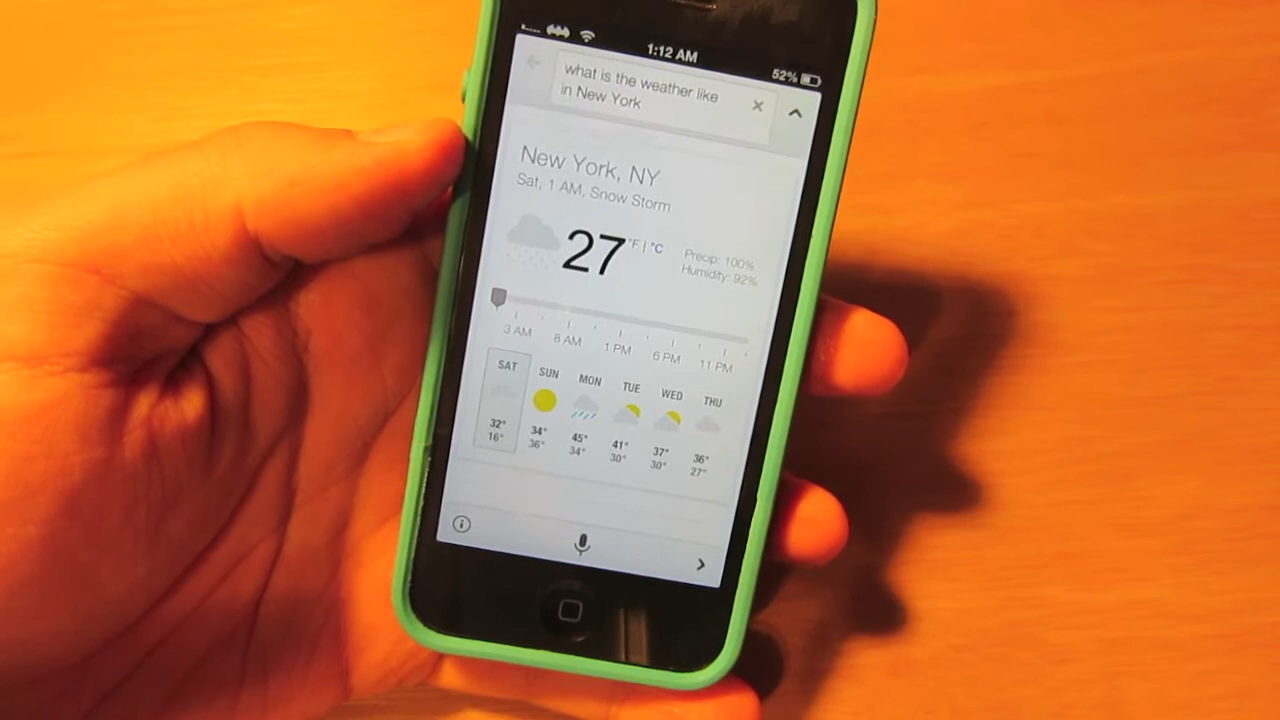 1:12 AM
52%
what is the weather like
in New York
New York, NY
Sat, 1 AM, Snow Storm
27 °F | °C
Precip: 100%
Humidity: 92%
3 AM 8 AM 1 PM 6 PM 11 PM
SAT SUN MON TUE WED THU
32° 34° 45° 41° 37° 36°
16° 36° 34° 30° 30° 27°